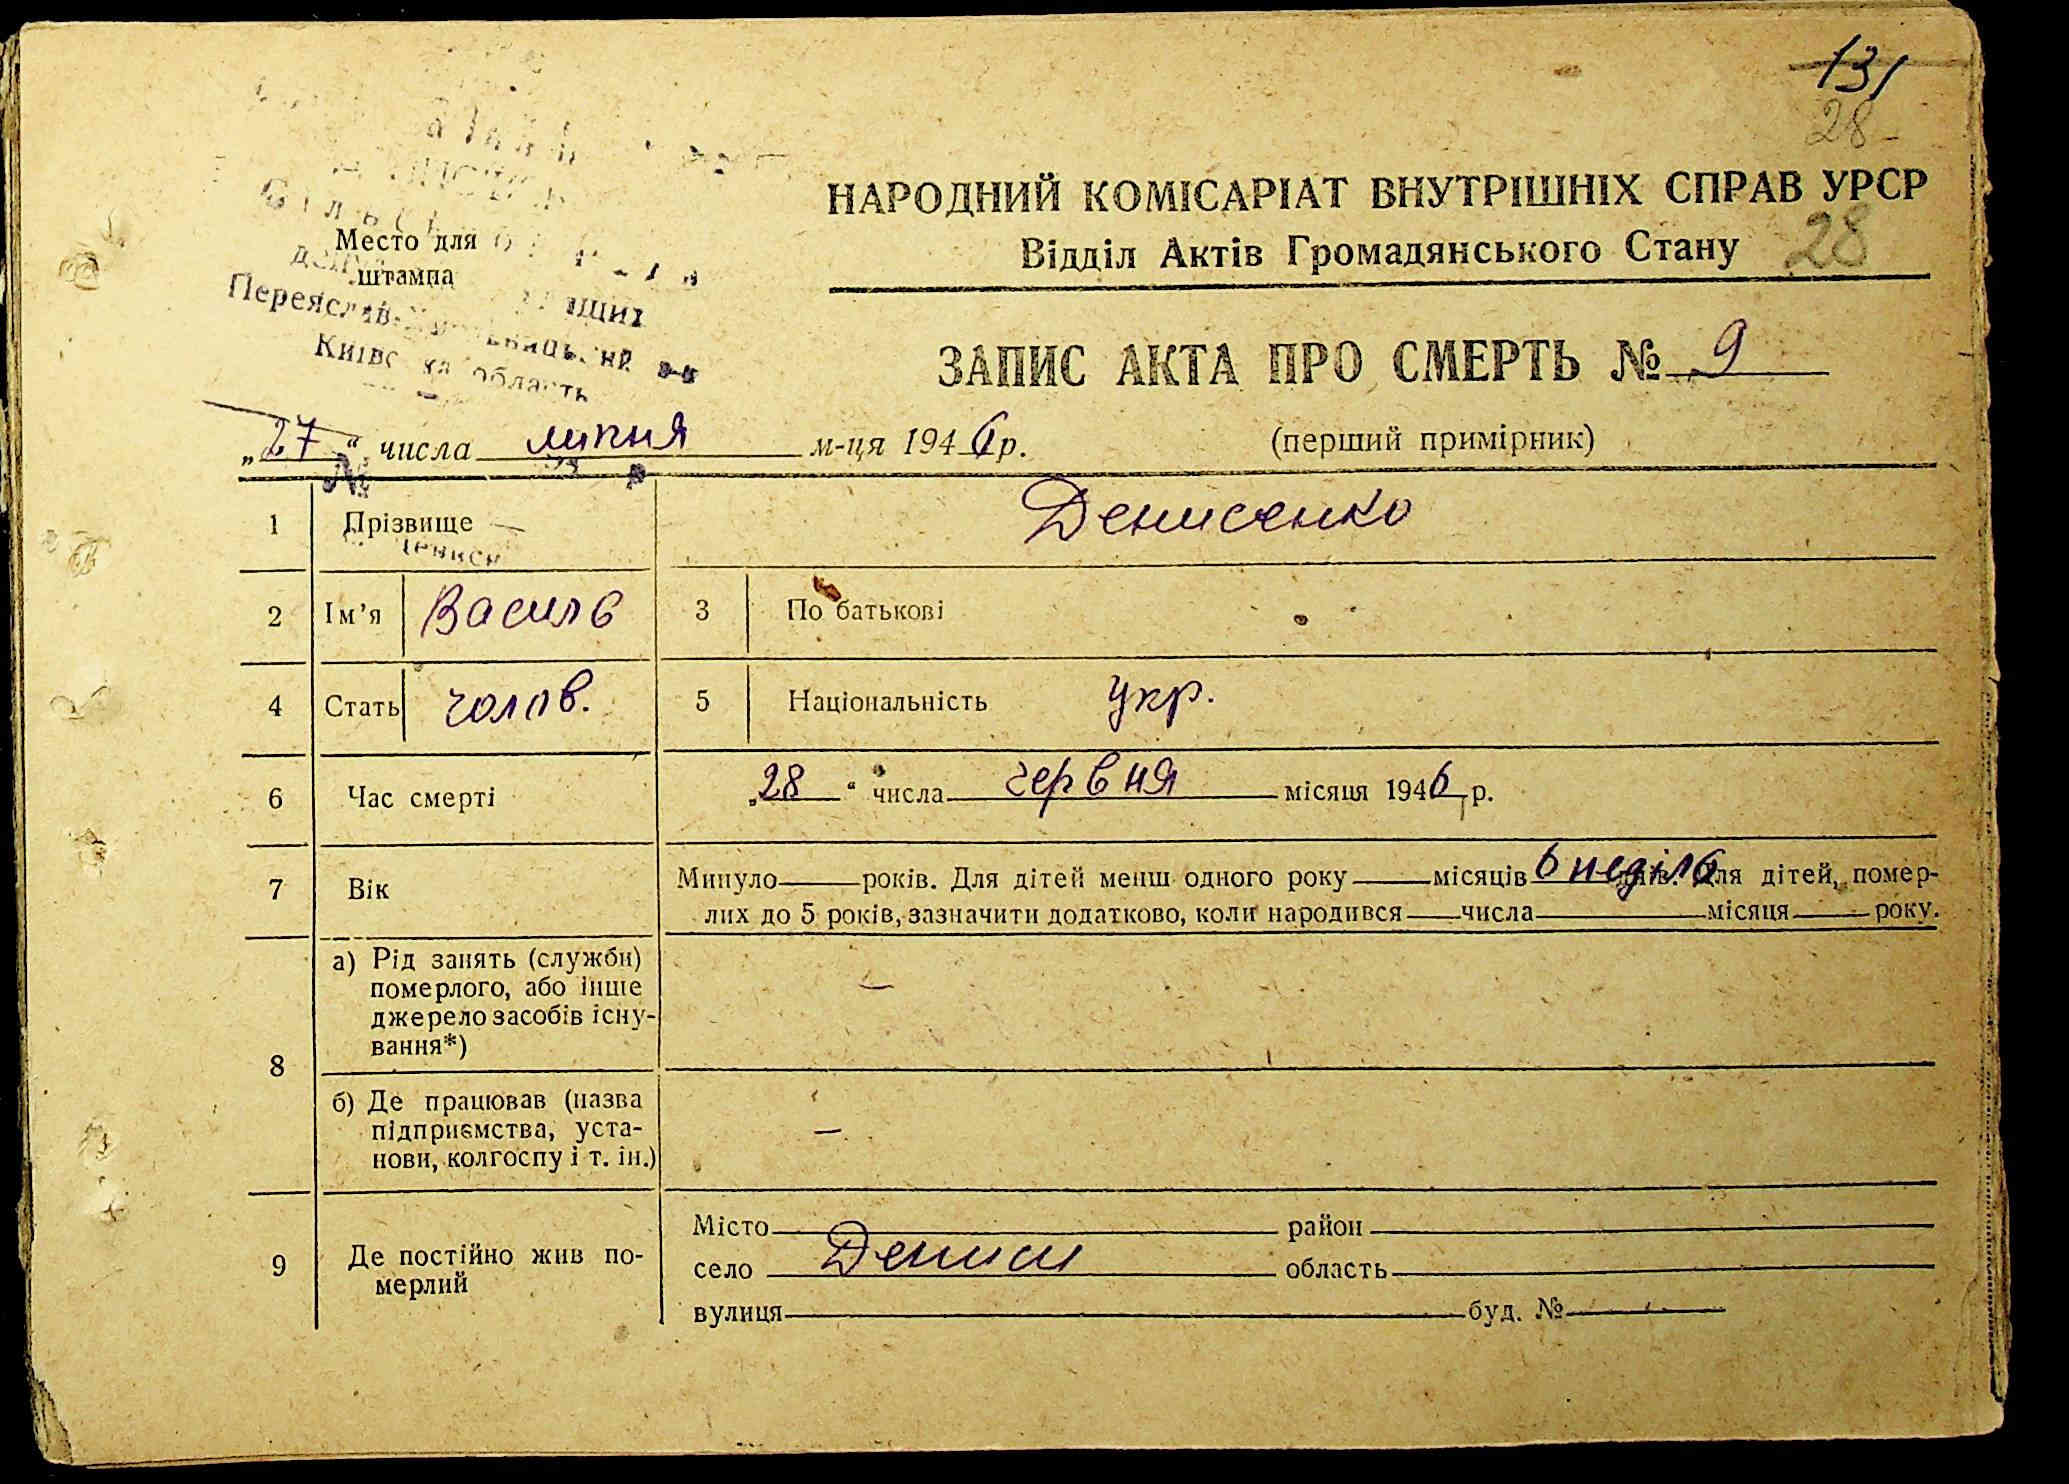 131
28
НАРОДНИЙ КОМІСАРІАТ ВНУТРІШНІХ СПРАВ УРСР
Відділ Актів Громадянського Стану 28
Место для
штампа
Переяслав
область
ЗАПИС АКТА ПРО СМЕРТЬ № 9
„27“ числа липня м-ця 1946 р.
(перший примірник)
1 Прізвище Денисенко
2 Ім’я Василь 3 По батькові
4 Стать чолов. 5 Національність укр.
6 Час смерті „28“ числа червня місяця 1946 р.
7 Вік Минуло років. Для дітей менш одного року місяців 6 неділь днів. Для дітей, помер-
лих до 5 років, зазначити додатково, коли народився числа місяця року.
8 а) Рід занять (служби) —
померлого, або інше
джерело засобів існу-
вання*)
б) Де працював (назва —
підприємства, уста-
нови, колгоспу і т. ін.)
9 Де постійно жив по-
мерлий
Місто район
село Дениси область
вулиця буд. №